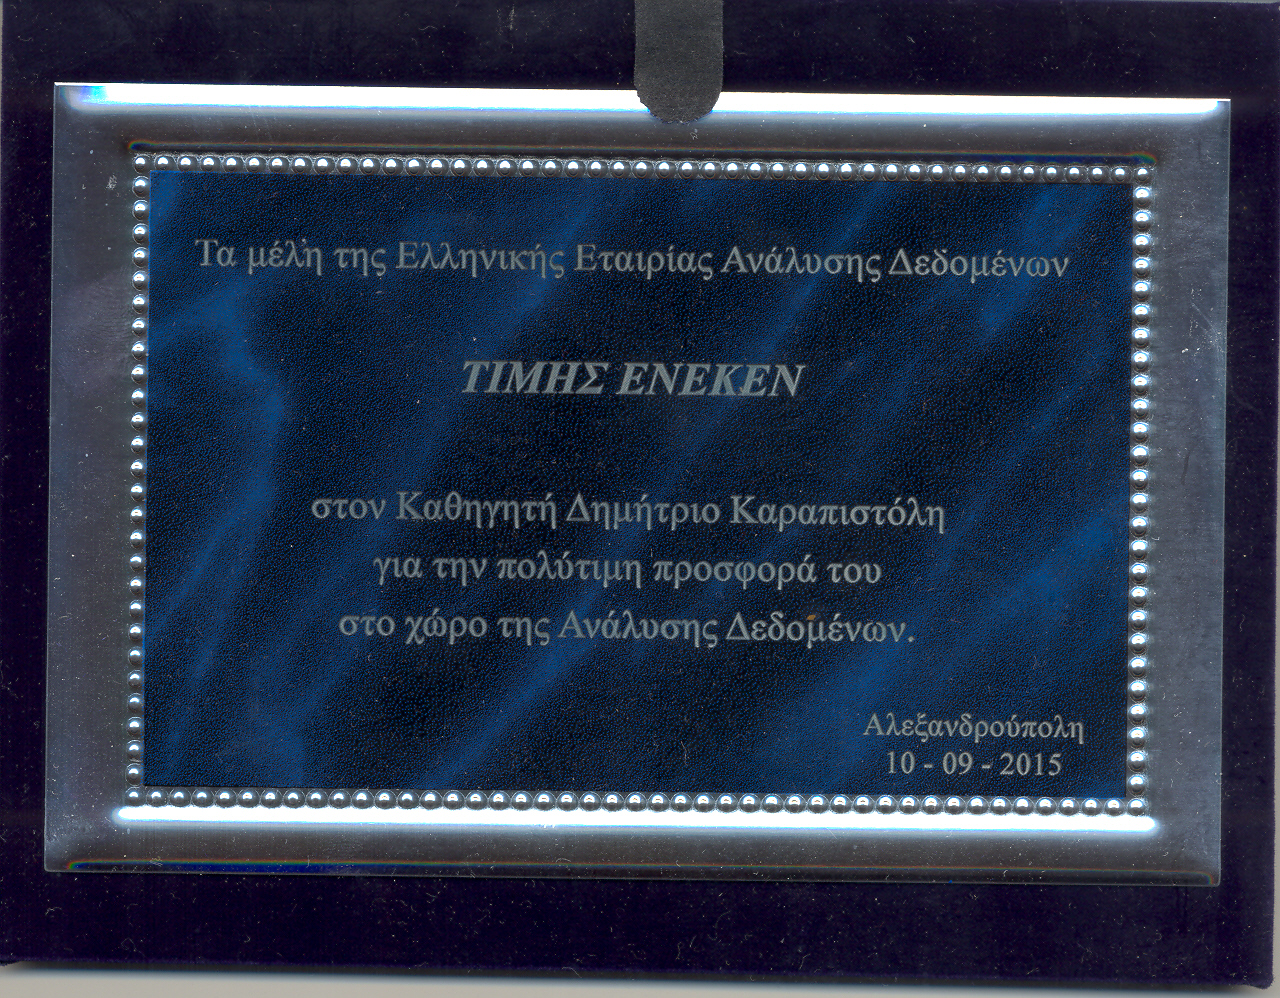 Τα μέλη της Ελληνικής Εταιρίας Ανάλυσης Δεδομένων
ΤΙΜΗΣ ΕΝΕΚΕΝ
στον Καθηγητή Δημήτριο Καραπιστόλη
για την πολύτιμη προσφορά του
στο χώρο της Ανάλυσης Δεδομένων.
Αλεξανδρούπολη
10 - 09 - 2015